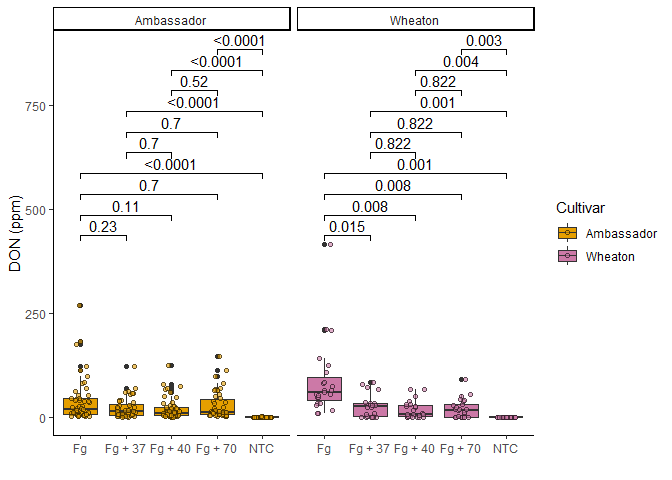 Ambassador
Wheaton
<0.0001
<0.0001
0.52
<0.0001
0.7
0.7
<0.0001
0.7
0.11
0.23
0.003
0.004
0.822
0.001
0.822
0.822
0.001
0.008
0.008
0.015
DON (ppm)
750
500
250
0
Fg
Fg + 37
Fg + 40
Fg + 70
NTC
Fg
Fg + 37
Fg + 40
Fg + 70
NTC
Cultivar
Ambassador
Wheaton